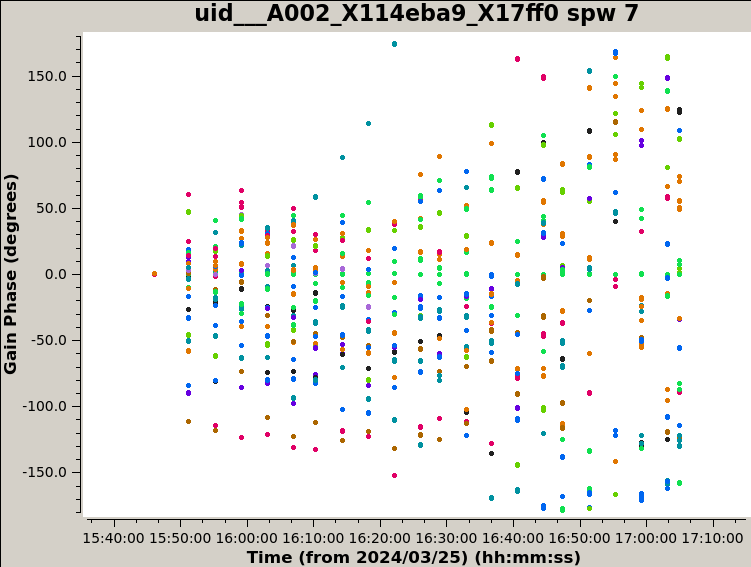 uid___A002_X114eba9_X17ff0 spw 7
Gain Phase (degrees)
150.0
100.0
50.0
0.0
-50.0
-100.0
-150.0
15:40:00 15:50:00 16:00:00 16:10:00 16:20:00 16:30:00 16:40:00 16:50:00 17:00:00 17:10:00
Time (from 2024/03/25) (hh:mm:ss)